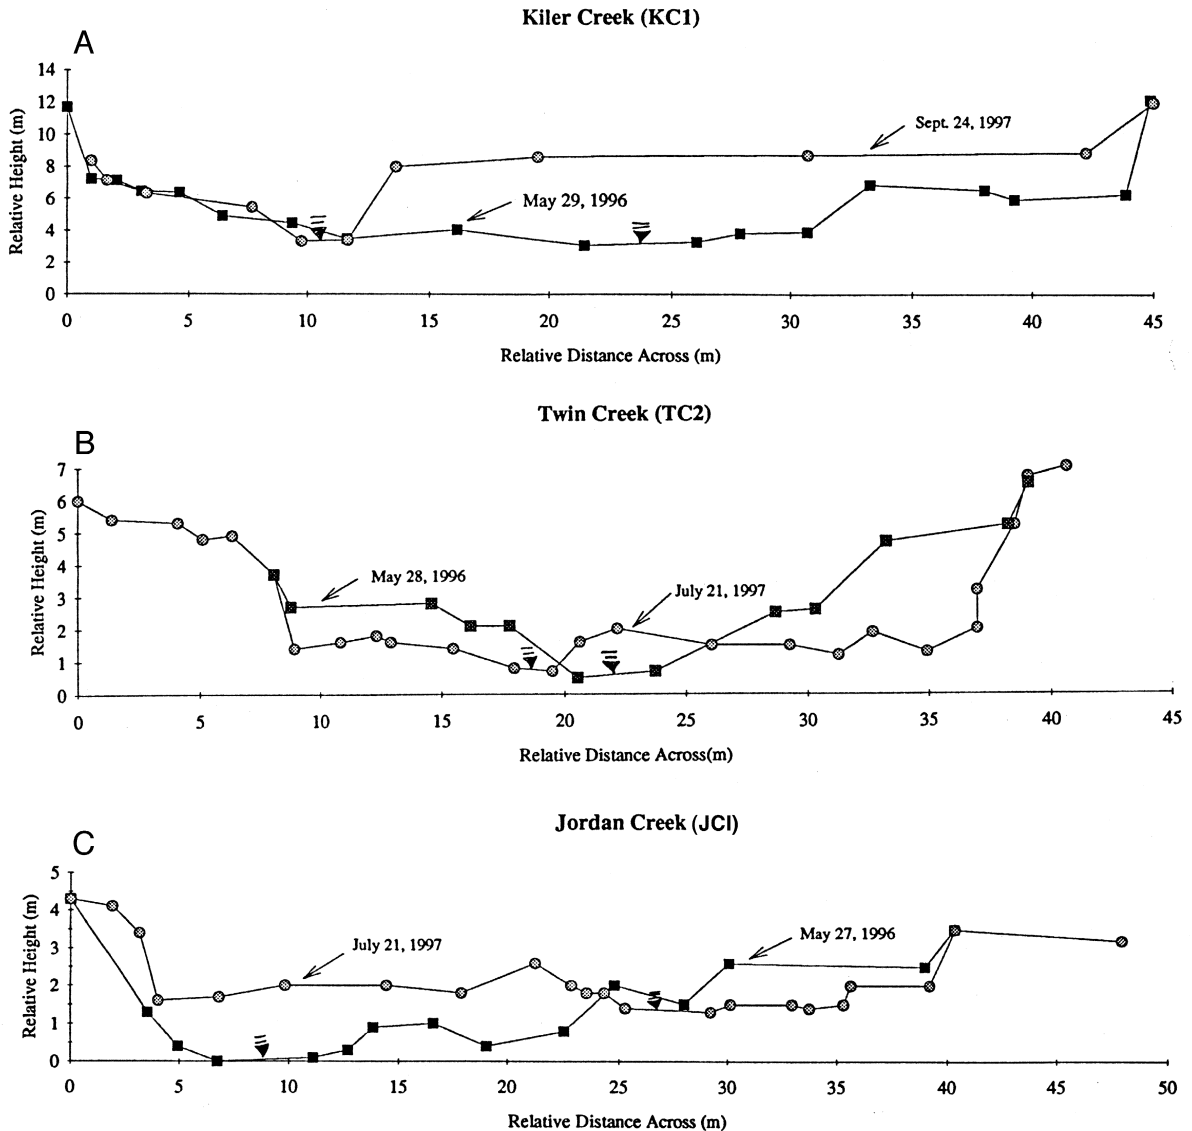 Kiler Creek (KC1)
A
14
12
10
8
6
4
2
0
Relative Height (m)
Sept. 24, 1997
May 29, 1996
0 5 10 15 20 25 30 35 40 45
Relative Distance Across (m)
Twin Creek (TC2)
B
7
6
5
4
3
2
1
0
Relative Height (m)
May 28, 1996
July 21, 1997
0 5 10 15 20 25 30 35 40 45
Relative Distance Across(m)
Jordan Creek (JCI)
C
5
4
3
2
1
0
Relative Height (m)
July 21, 1997
May 27, 1996
0 5 10 15 20 25 30 35 40 45 50
Relative Distance Across (m)